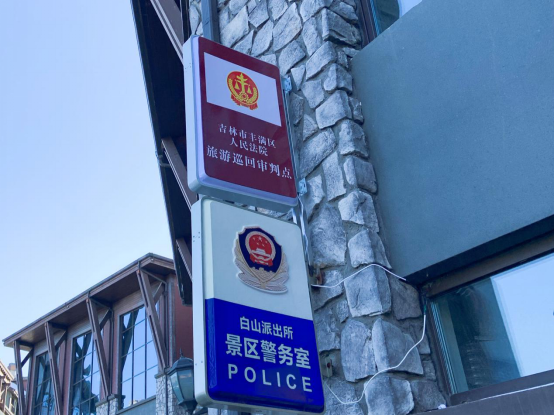 吉林市丰满区
人民法院
旅游巡回审判点
白山派出所
景区警务室
POLICE